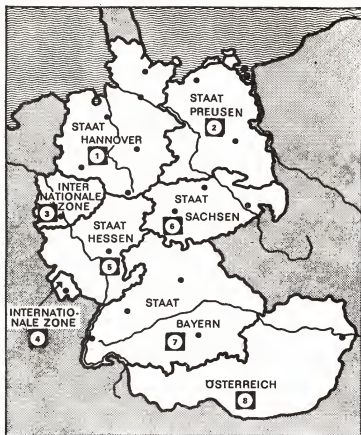 STAAT
HANNOVER
1
STAAT
PREUSEN
2
INTER
NATIONALE
ZONE
3
STAAT
SACHSEN
6
STAAT
HESSEN
5
INTERNATIO-
NALE ZONE
4
STAAT
BAYERN
7
ÖSTERREICH
8